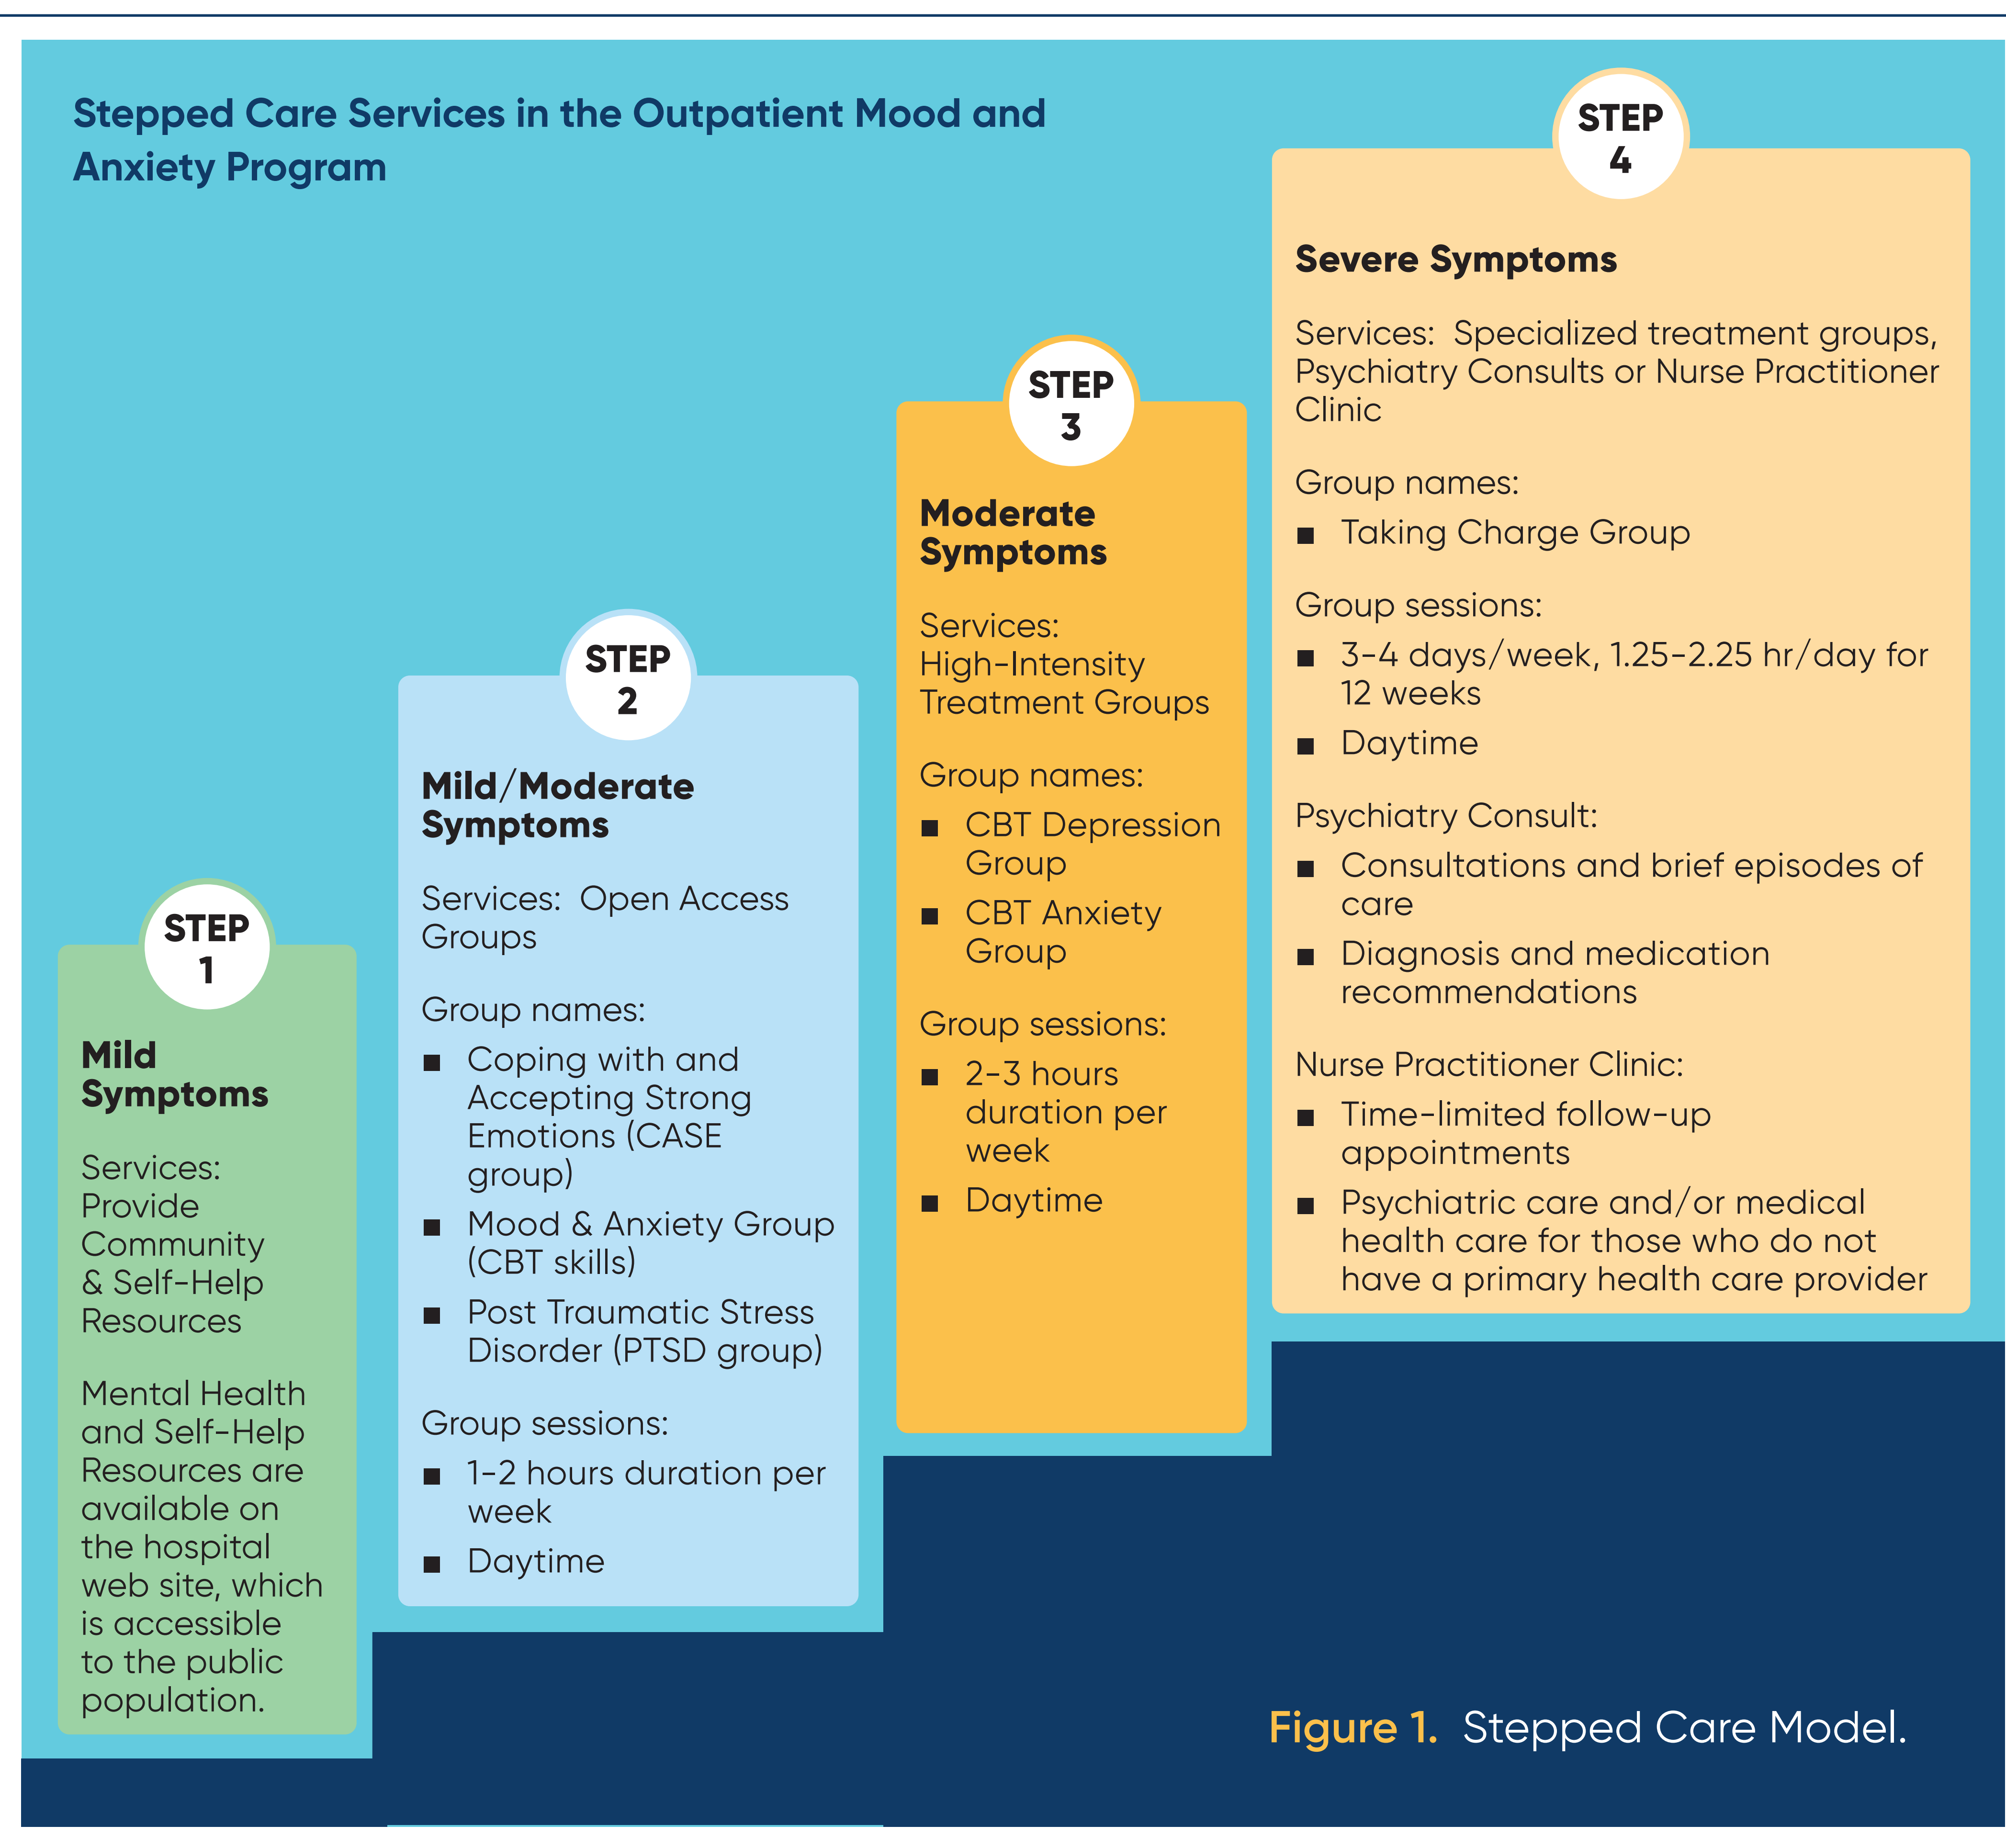 Stepped Care Services in the Outpatient Mood and
Anxiety Program
STEP
1
Mild
Symptoms
Services:
Provide
Community
& Self-Help
Resources
Mental Health
and Self-Help
Resources are
available on
the hospital
web site, which
is accessible
to the public
population.
STEP
2
Mild/Moderate
Symptoms
Services: Open Access
Groups
Group names:
■ Coping with and
Accepting Strong
Emotions (CASE
group)
■ Mood & Anxiety Group
(CBT skills)
■ Post Traumatic Stress
Disorder (PTSD group)
Group sessions:
■ 1-2 hours duration per
week
■ Daytime
STEP
3
Moderate
Symptoms
Services:
High-Intensity
Treatment Groups
Group names:
■ CBT Depression
Group
■ CBT Anxiety
Group
Group sessions:
■ 2-3 hours
duration per
week
■ Daytime
STEP
4
Severe Symptoms
Services: Specialized treatment groups,
Psychiatry Consults or Nurse Practitioner
Clinic
Group names:
■ Taking Charge Group
Group sessions:
■ 3-4 days/week, 1.25-2.25 hr/day for
12 weeks
■ Daytime
Psychiatry Consult:
■ Consultations and brief episodes of
care
■ Diagnosis and medication
recommendations
Nurse Practitioner Clinic:
■ Time-limited follow-up
appointments
■ Psychiatric care and/or medical
health care for those who do not
have a primary health care provider
Figure 1. Stepped Care Model.